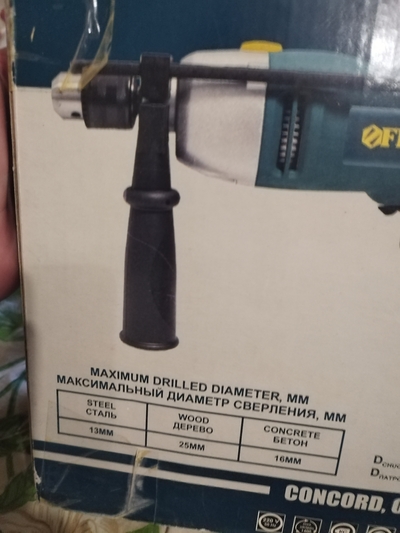 MAXIMUM DRILLED DIAMETER, MM
МАКСИМАЛЬНЫЙ ДИАМЕТР СВЕРЛЕНИЯ, ММ
STEEL WOOD CONCRETE
СТАЛЬ ДЕРЕВО БЕТОН
13MM 25MM 16MM
CONCORD,